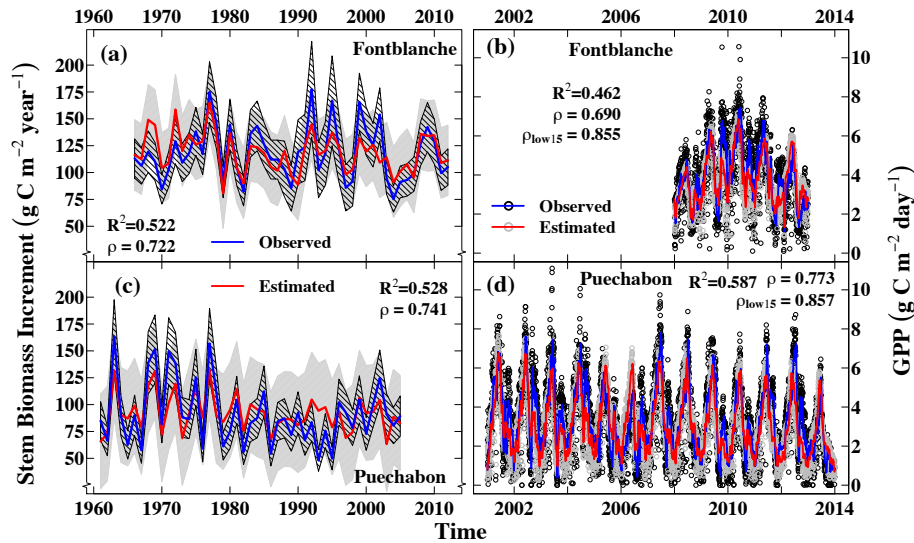 1960 1970 1980 1990 2000 2010
2002 2006 2010 2014
(a)
Fontblanche
200
175
150
125
100
75
50
R²=0.522
ρ = 0.722
Observed
(b)
Fontblanche
R²=0.462
ρ = 0.690
ρlow15 = 0.855
Observed
Estimated
10
8
6
4
2
0
Stem Biomass Increment (g C m−2 year−1)
GPP (g C m−2 day−1)
(c)
Estimated
R²=0.528
ρ = 0.741
200
175
150
125
100
75
50
Puechabon
(d)
Puechabon
R²=0.587
ρ = 0.773
ρlow15 = 0.857
10
8
6
4
2
0
1960 1970 1980 1990 2000 2010
2002 2006 2010 2014
Time